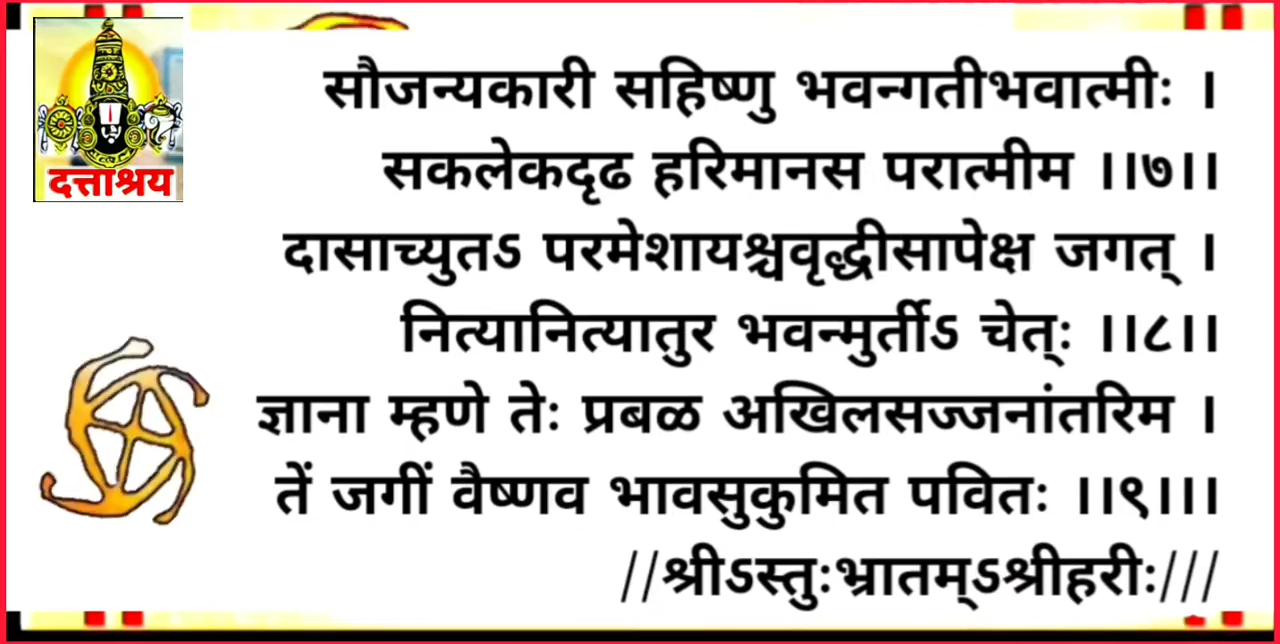 दत्ताश्रय
सौजन्यकारी सहिष्णु भवन्गतीभवात्मीः ।
सकलेकदृढ हरिमानस परात्मीम ।।७।।
दासाच्युतऽ परमेशायश्चवृद्धीसापेक्ष जगत् ।
नित्यानित्यातुर भवन्मुर्तीऽ चेत्ः ।।८।।
ज्ञाना म्हणे तेः प्रबळ अखिलसज्जनांतरिम ।
तें जगीं वैष्णव भावसुकुमित पवितः ।।९।।।
//श्रीऽस्तुःभ्रातम्ऽश्रीहरीः///